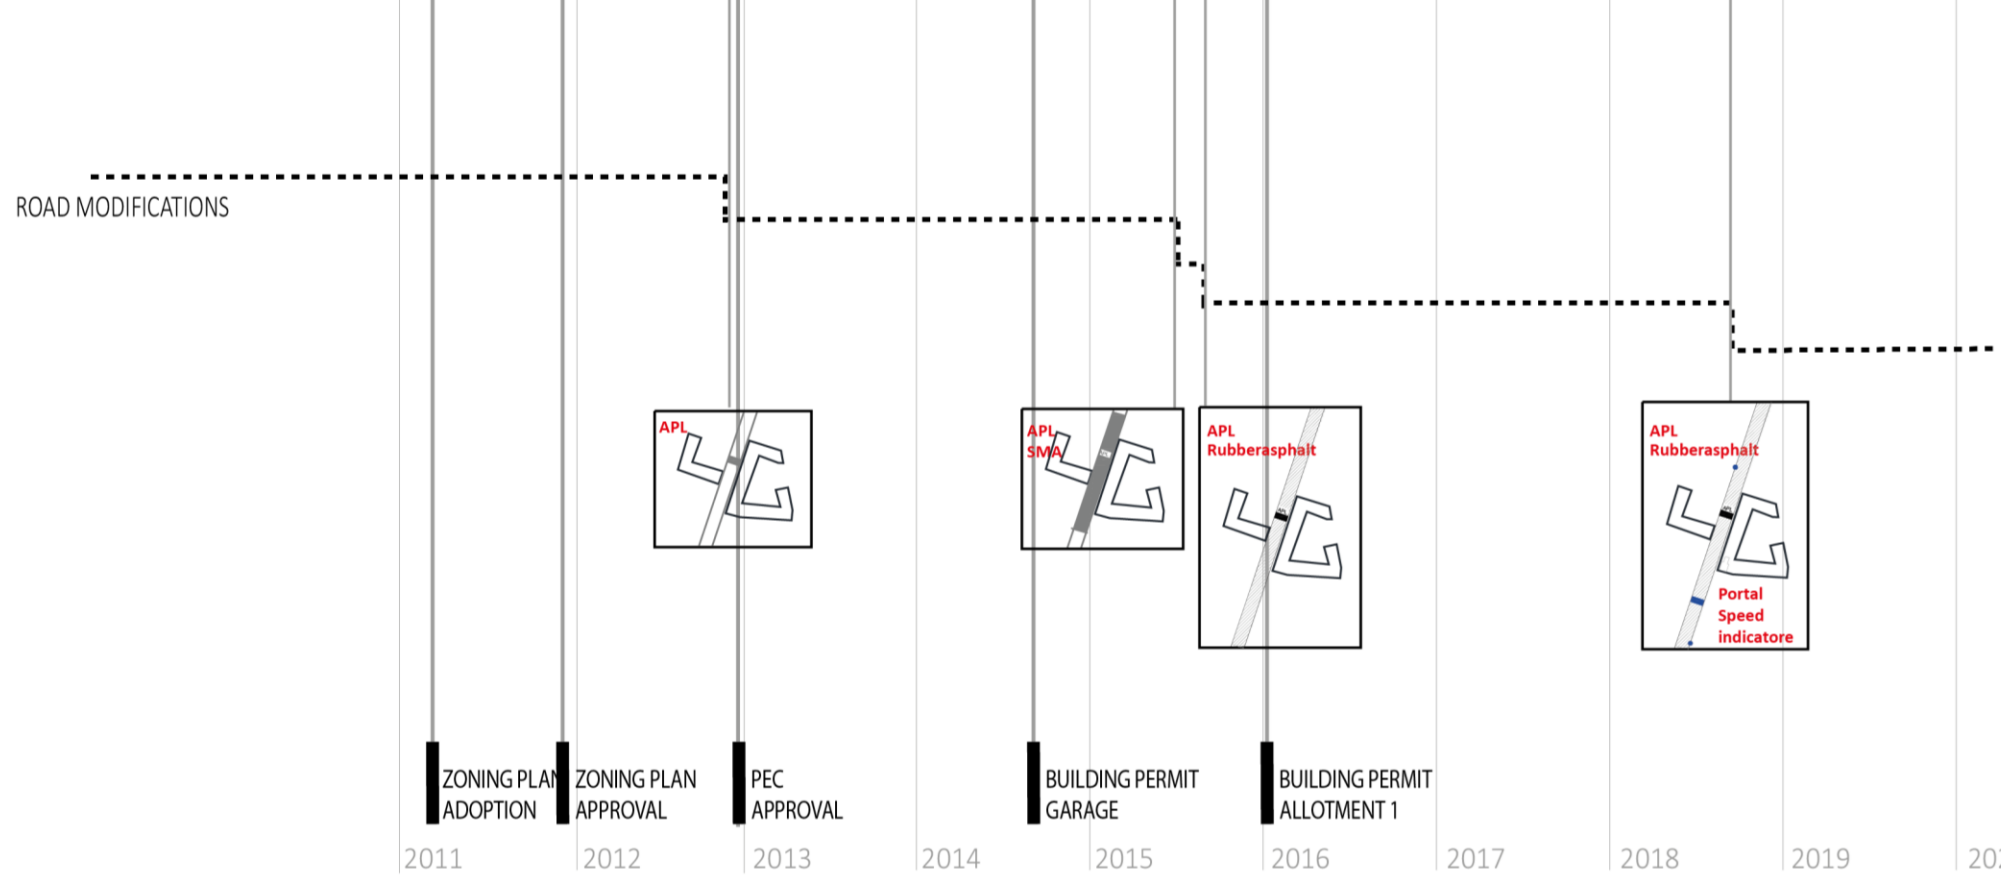 ROAD MODIFICATIONS
APL
APL
SMA
APL
Rubberasphalt
APL
Rubberasphalt
Portal
Speed
indicatore
ZONING PLAN
ADOPTION
ZONING PLAN
APPROVAL
PEC
APPROVAL
BUILDING PERMIT
GARAGE
BUILDING PERMIT
ALLOTMENT 1
2011 2012 2013 2014 2015 2016 2017 2018 2019